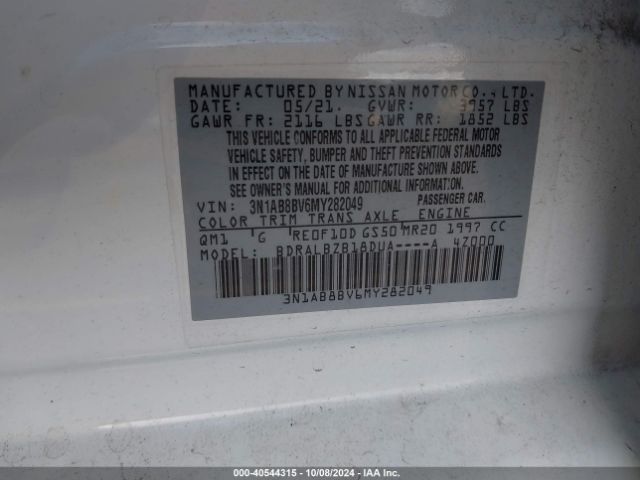 MANUFACTURED BY NISSAN MOTOR CO., LTD.
DATE: 05/21. GVWR: 3957 LBS
GAWR FR: 2116 LBS GAWR RR: 1852 LBS
THIS VEHICLE CONFORMS TO ALL APPLICABLE FEDERAL MOTOR
VEHICLE SAFETY, BUMPER AND THEFT PREVENTION STANDARDS
IN EFFECT ON THE DATE OF MANUFACTURE SHOWN ABOVE.
SEE OWNER'S MANUAL FOR ADDITIONAL INFORMATION.
VIN: 3N1AB8BV6MY282049 PASSENGER CAR.
COLOR TRIM TRANS AXLE ENGINE
QM1 G RE0F10D GS50 MR20 1997 CC
MODEL: BDRALBZB18DUA----A 4Z000
3N1AB8BV6MY282049
000-40544315 - 10/08/2024 - IAA Inc.